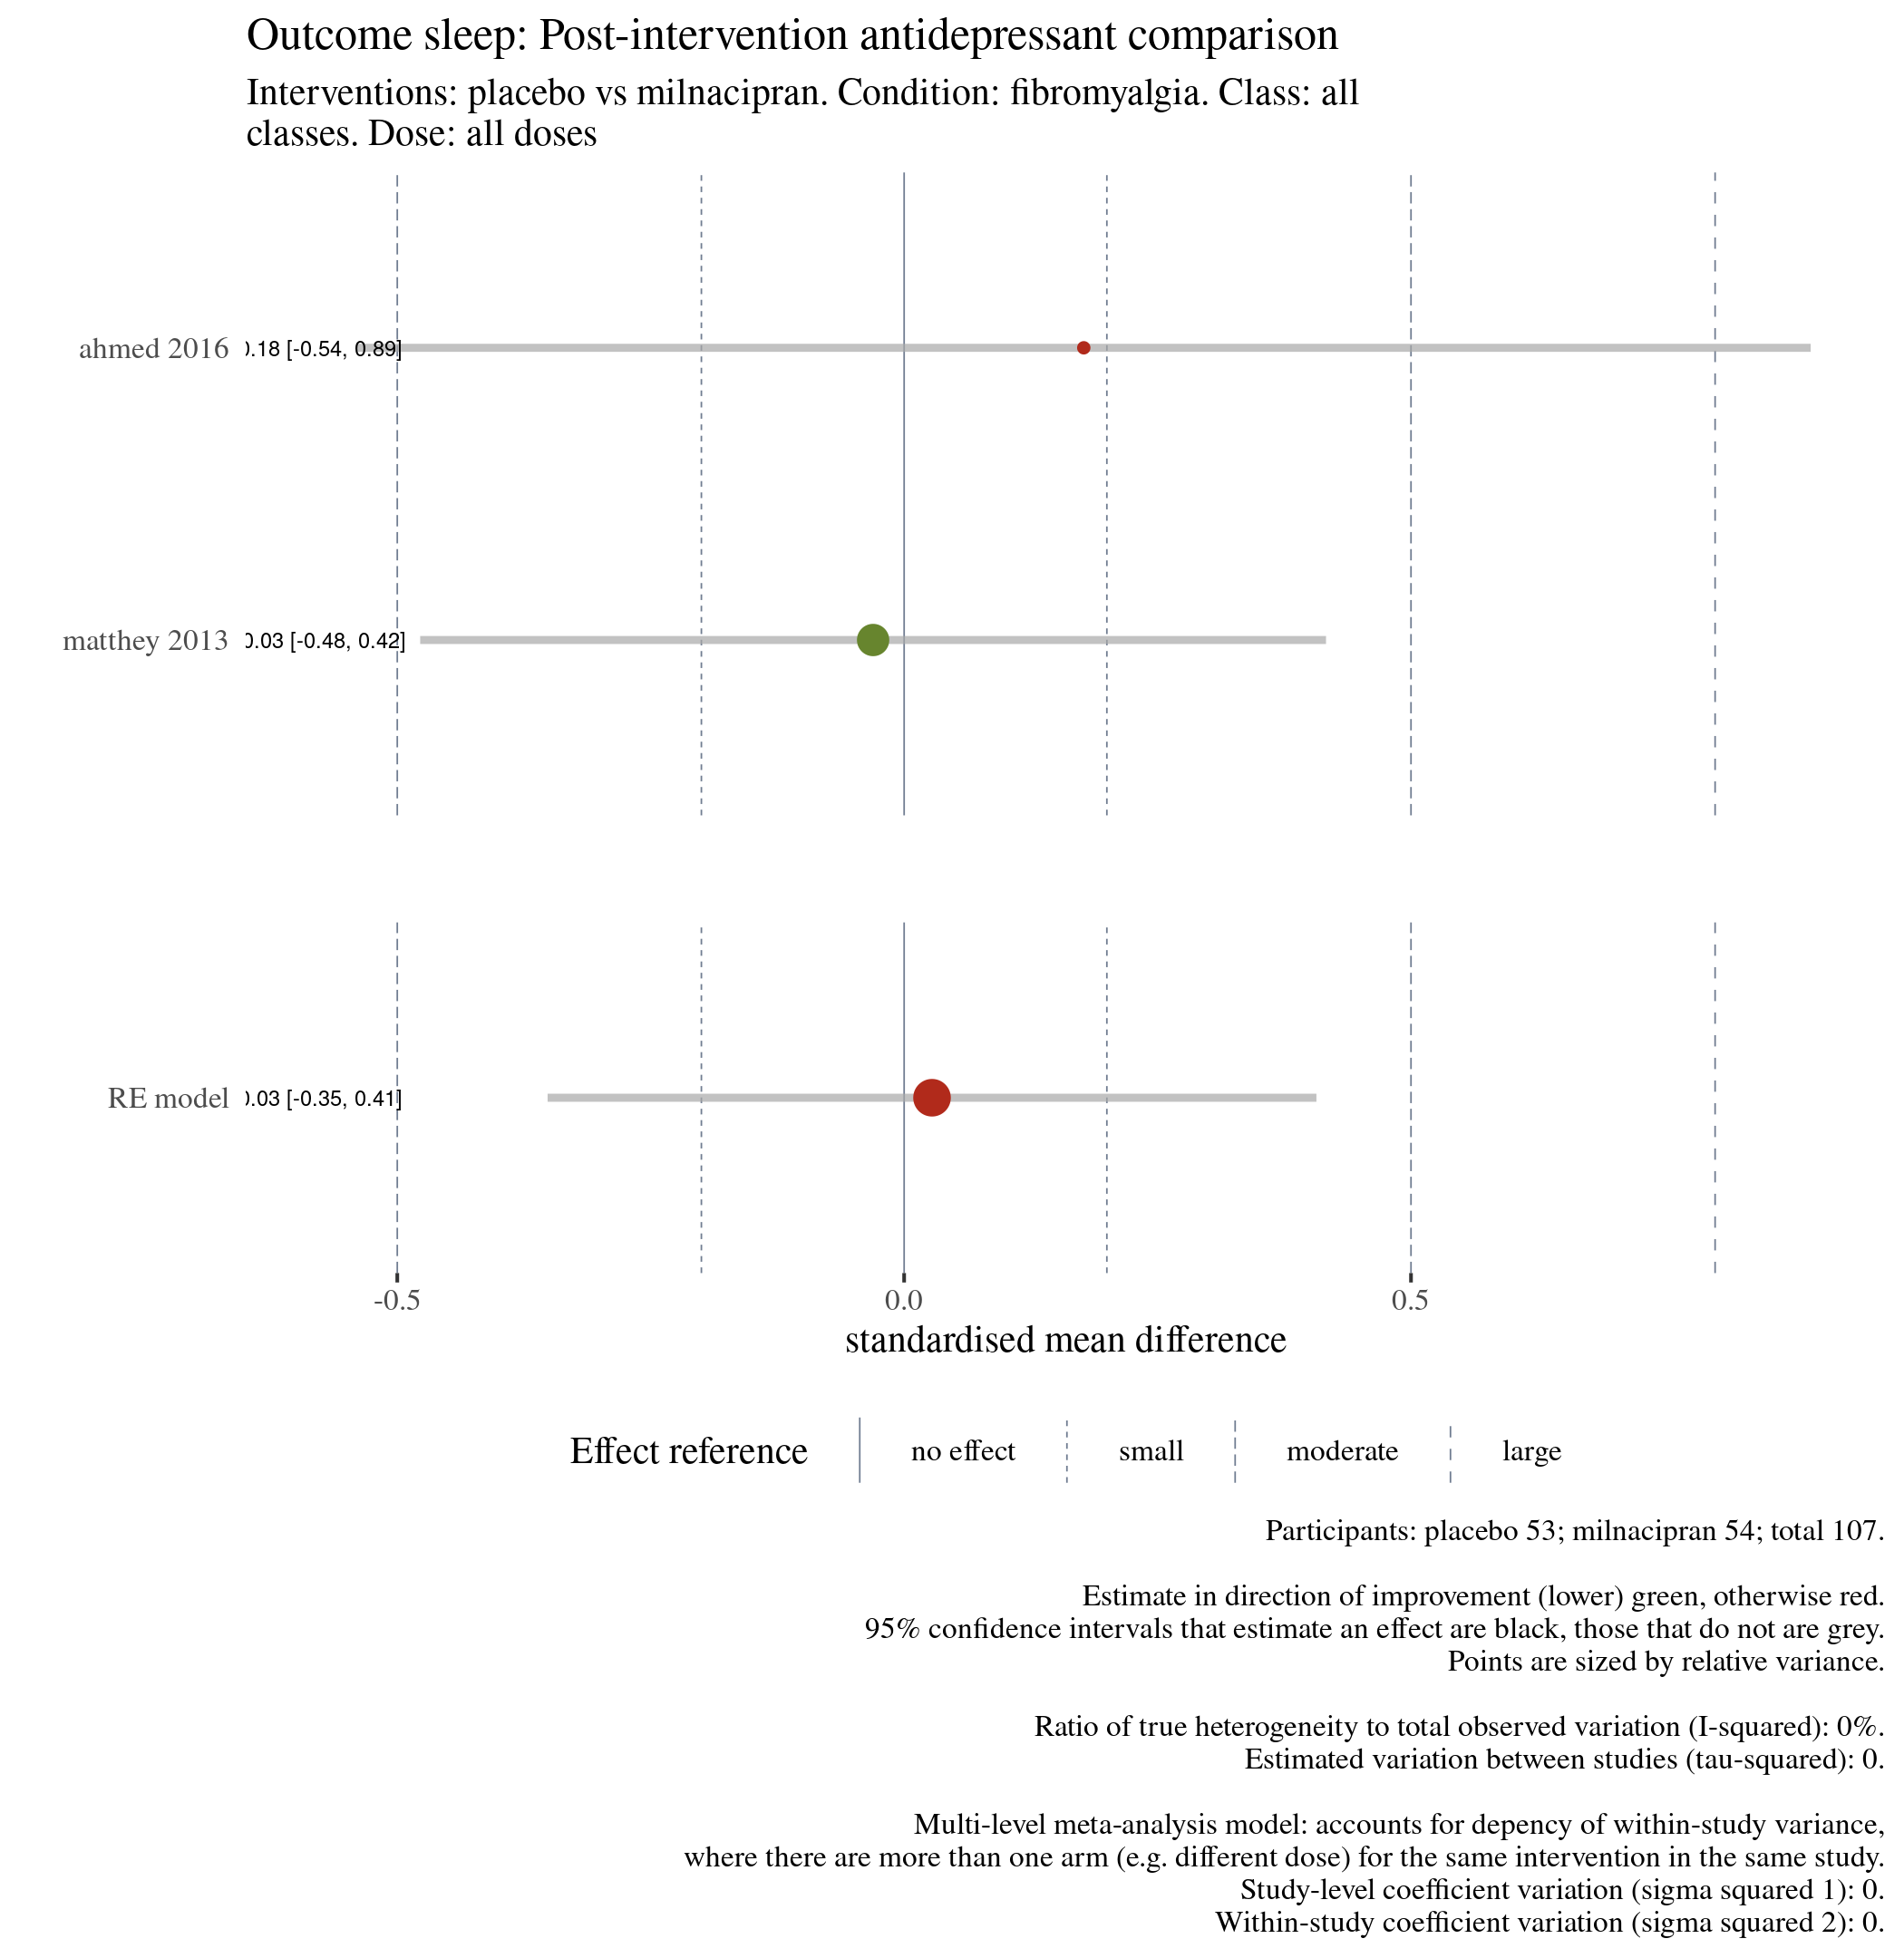 Outcome sleep: Post-intervention antidepressant comparison
Interventions: placebo vs milnacipran. Condition: fibromyalgia. Class: all
classes. Dose: all doses
ahmed 2016 .18 [-0.54, 0.89]
matthey 2013 .03 [-0.48, 0.42]
RE model .03 [-0.35, 0.41]
-0.5 0.0 0.5
standardised mean difference
Effect reference no effect small moderate large
Participants: placebo 53; milnacipran 54; total 107.
Estimate in direction of improvement (lower) green, otherwise red.
95% confidence intervals that estimate an effect are black, those that do not are grey.
Points are sized by relative variance.
Ratio of true heterogeneity to total observed variation (I-squared): 0%.
Estimated variation between studies (tau-squared): 0.
Multi-level meta-analysis model: accounts for depency of within-study variance,
where there are more than one arm (e.g. different dose) for the same intervention in the same study.
Study-level coefficient variation (sigma squared 1): 0.
Within-study coefficient variation (sigma squared 2): 0.